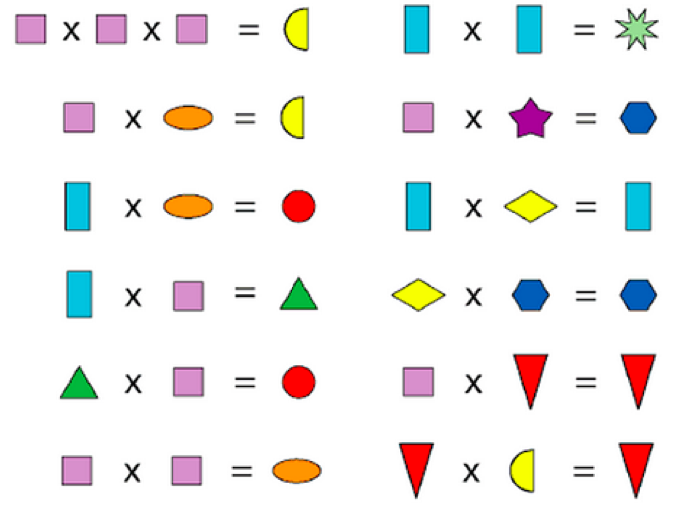 x x = x =
x = x =
x = x =
x = x =
x = x =
x = x =